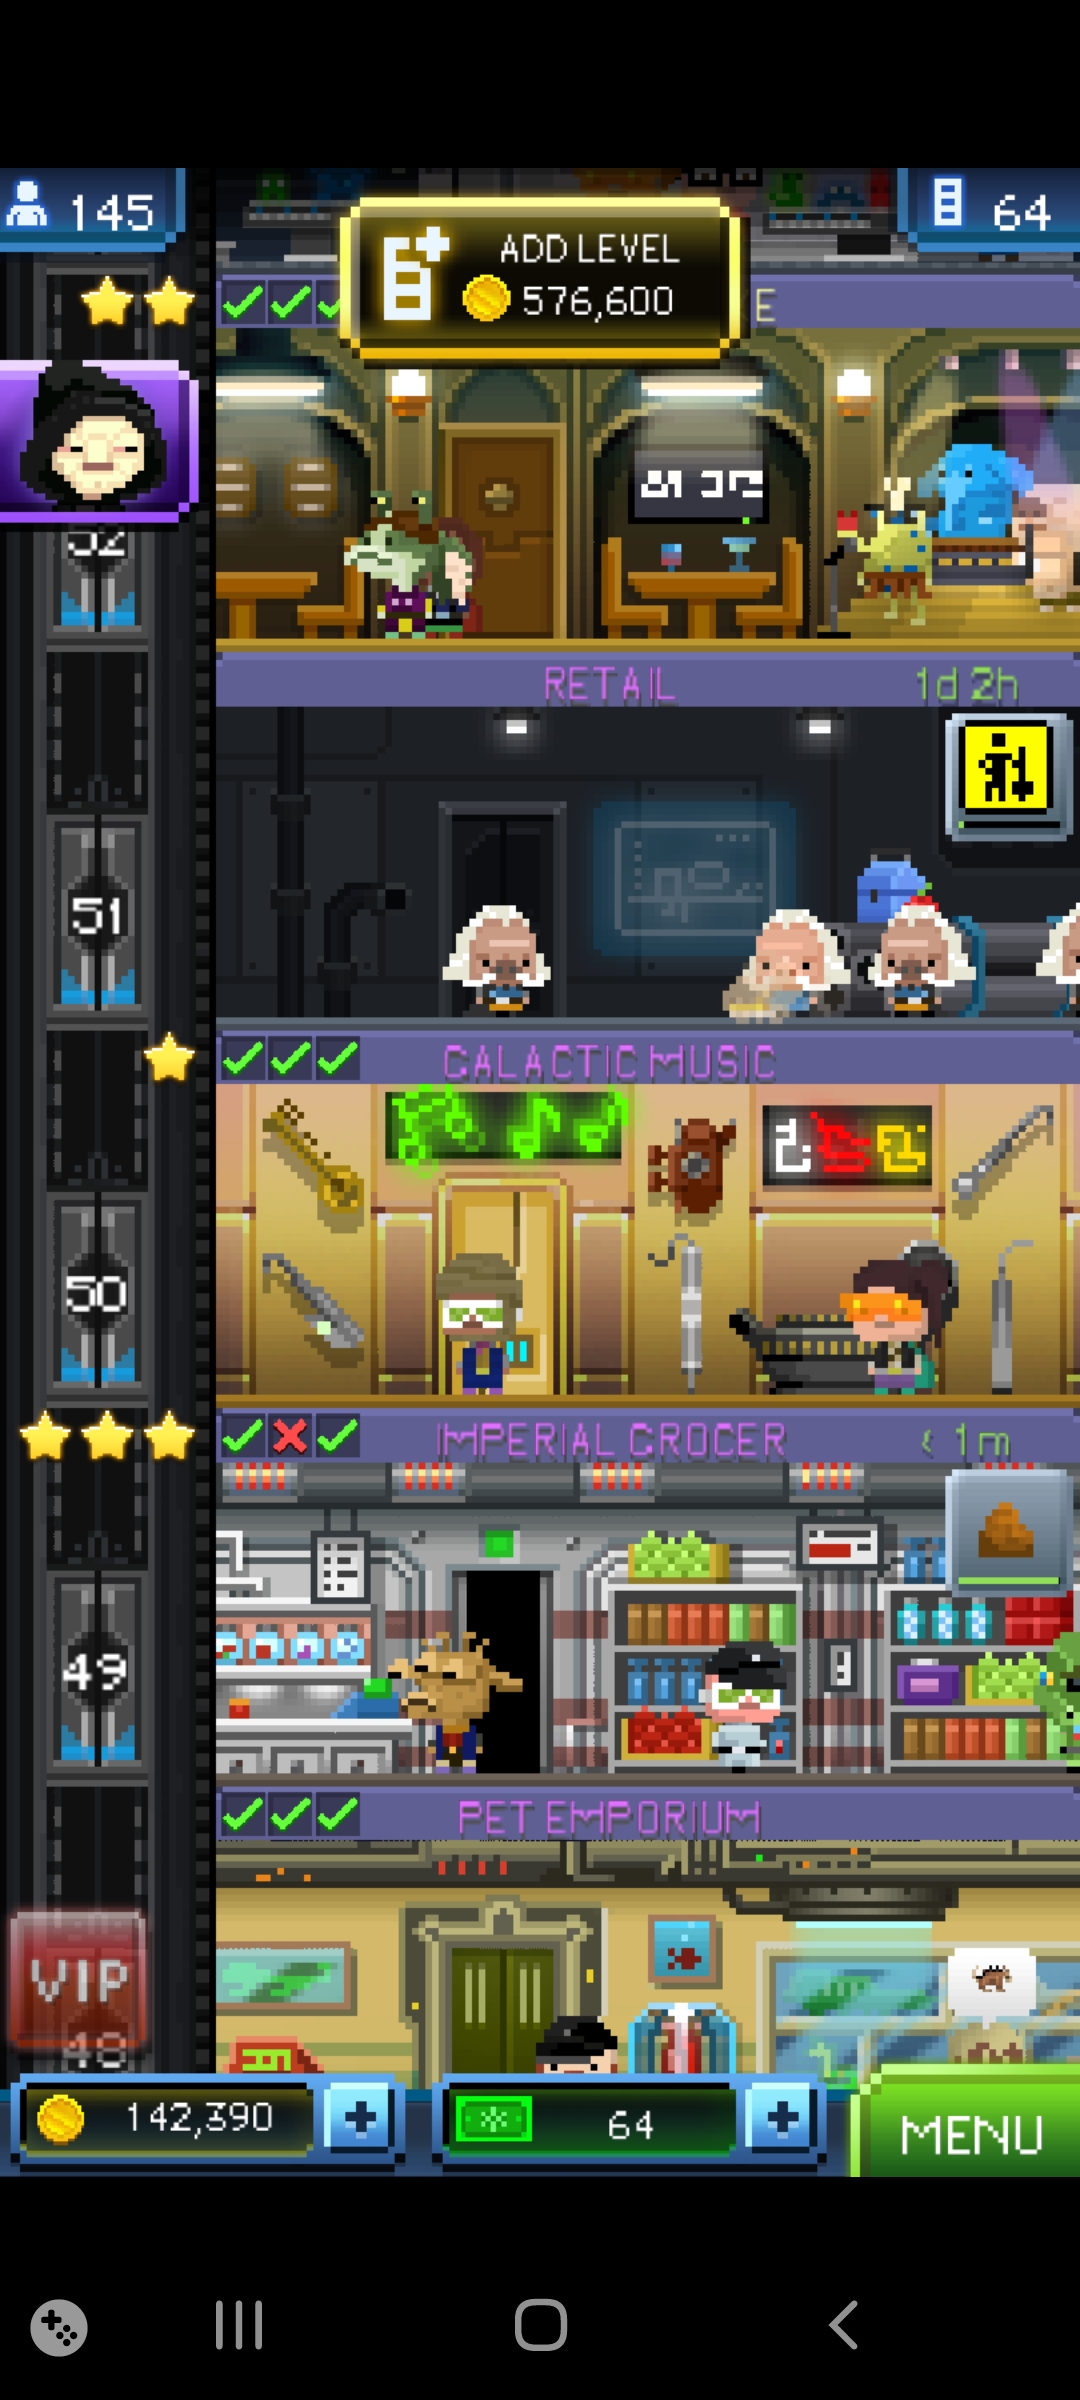 145
ADD LEVEL
576,600
64
E
52
RETAIL
1d 2h
51
GALACTIC MUSIC
50
IMPERIAL GROCER
< 1m
49
PET EMPORIUM
VIP
48
142,390
+
64
+
MENU